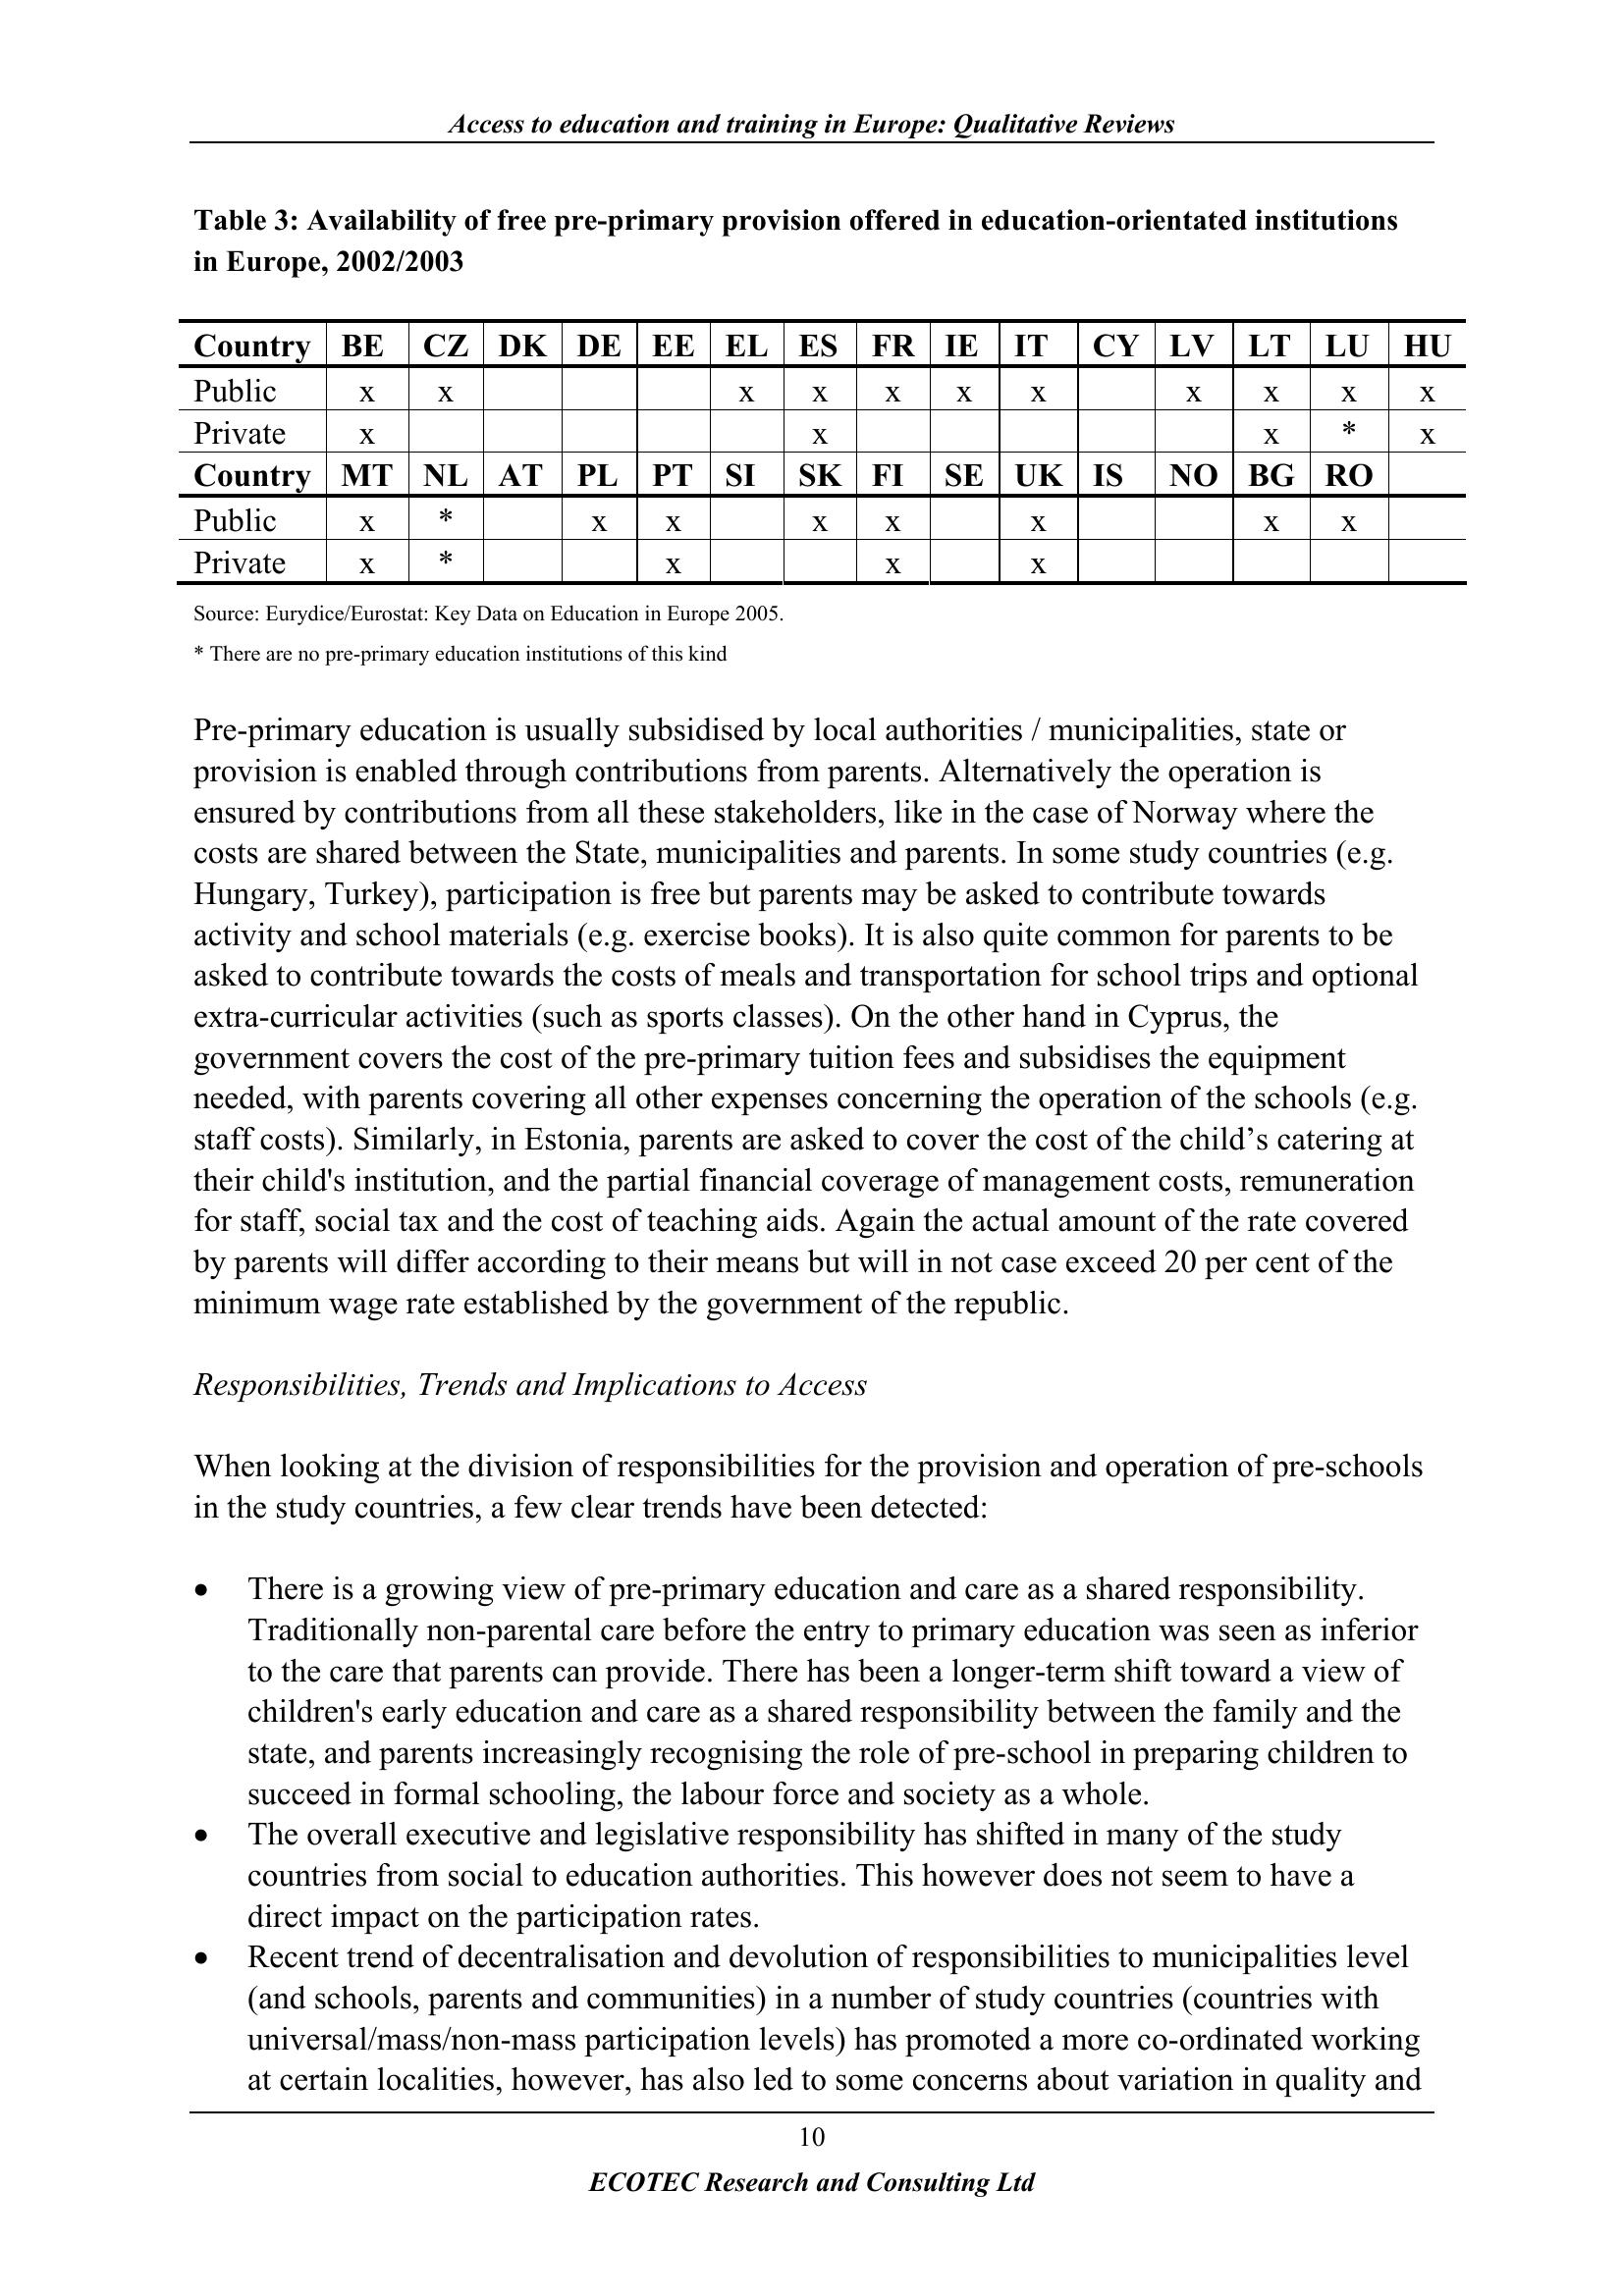 Access to education and training in Europe: Qualitative Reviews
Table 3: Availability of free pre-primary provision offered in education-orientated institutions
in Europe, 2002/2003
Country BE CZ DK DE EE EL ES FR IE IT CY LV LT LU HU
Public x x x x x x x x x x x
Private x x x * x
Country MT NL AT PL PT SI SK FI SE UK IS NO BG RO
Public x * x x x x x x x
Private x * x x x
Source: Eurydice/Eurostat: Key Data on Education in Europe 2005.
* There are no pre-primary education institutions of this kind
Pre-primary education is usually subsidised by local authorities / municipalities, state or
provision is enabled through contributions from parents. Alternatively the operation is
ensured by contributions from all these stakeholders, like in the case of Norway where the
costs are shared between the State, municipalities and parents. In some study countries (e.g.
Hungary, Turkey), participation is free but parents may be asked to contribute towards
activity and school materials (e.g. exercise books). It is also quite common for parents to be
asked to contribute towards the costs of meals and transportation for school trips and optional
extra-curricular activities (such as sports classes). On the other hand in Cyprus, the
government covers the cost of the pre-primary tuition fees and subsidises the equipment
needed, with parents covering all other expenses concerning the operation of the schools (e.g.
staff costs). Similarly, in Estonia, parents are asked to cover the cost of the child’s catering at
their child's institution, and the partial financial coverage of management costs, remuneration
for staff, social tax and the cost of teaching aids. Again the actual amount of the rate covered
by parents will differ according to their means but will in not case exceed 20 per cent of the
minimum wage rate established by the government of the republic.
Responsibilities, Trends and Implications to Access
When looking at the division of responsibilities for the provision and operation of pre-schools
in the study countries, a few clear trends have been detected:
• There is a growing view of pre-primary education and care as a shared responsibility.
Traditionally non-parental care before the entry to primary education was seen as inferior
to the care that parents can provide. There has been a longer-term shift toward a view of
children's early education and care as a shared responsibility between the family and the
state, and parents increasingly recognising the role of pre-school in preparing children to
succeed in formal schooling, the labour force and society as a whole.
• The overall executive and legislative responsibility has shifted in many of the study
countries from social to education authorities. This however does not seem to have a
direct impact on the participation rates.
• Recent trend of decentralisation and devolution of responsibilities to municipalities level
(and schools, parents and communities) in a number of study countries (countries with
universal/mass/non-mass participation levels) has promoted a more co-ordinated working
at certain localities, however, has also led to some concerns about variation in quality and
10
ECOTEC Research and Consulting Ltd